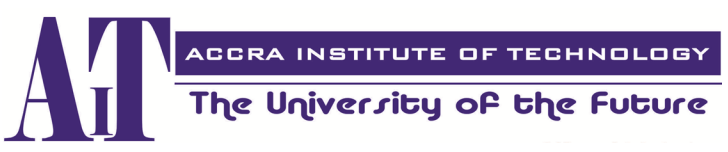 AIT
ACCRA INSTITUTE OF TECHNOLOGY
The University of the Future